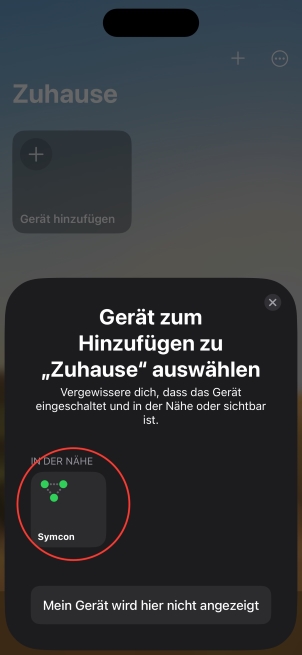 Zuhause
Gerät hinzufügen
Gerät zum
Hinzufügen zu
„Zuhause“ auswählen
Vergewissere dich, dass das Gerät
eingeschaltet und in der Nähe oder sichtbar
ist.
IN DER NÄHE
Symcon
Mein Gerät wird hier nicht angezeigt